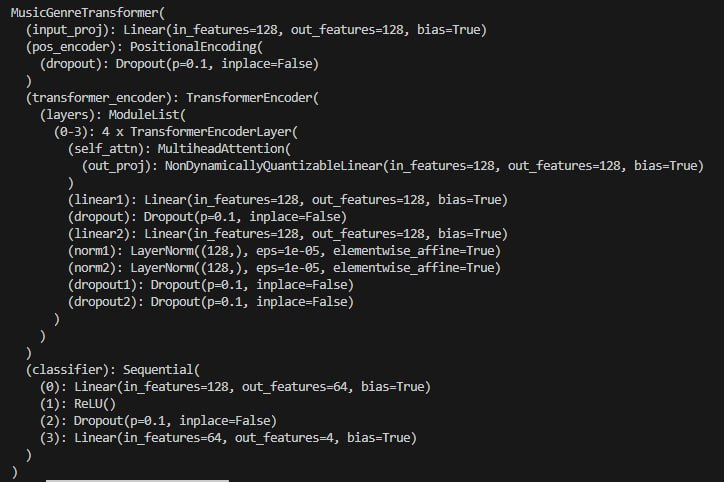 MusicGenreTransformer(
  (input_proj): Linear(in_features=128, out_features=128, bias=True)
  (pos_encoder): PositionalEncoding(
    (dropout): Dropout(p=0.1, inplace=False)
  )
  (transformer_encoder): TransformerEncoder(
    (layers): ModuleList(
      (0-3): 4 x TransformerEncoderLayer(
        (self_attn): MultiheadAttention(
          (out_proj): NonDynamicallyQuantizableLinear(in_features=128, out_features=128, bias=True)
        )
        (linear1): Linear(in_features=128, out_features=128, bias=True)
        (dropout): Dropout(p=0.1, inplace=False)
        (linear2): Linear(in_features=128, out_features=128, bias=True)
        (norm1): LayerNorm((128,), eps=1e-05, elementwise_affine=True)
        (norm2): LayerNorm((128,), eps=1e-05, elementwise_affine=True)
        (dropout1): Dropout(p=0.1, inplace=False)
        (dropout2): Dropout(p=0.1, inplace=False)
      )
    )
  )
  (classifier): Sequential(
    (0): Linear(in_features=128, out_features=64, bias=True)
    (1): ReLU()
    (2): Dropout(p=0.1, inplace=False)
    (3): Linear(in_features=64, out_features=4, bias=True)
  )
)